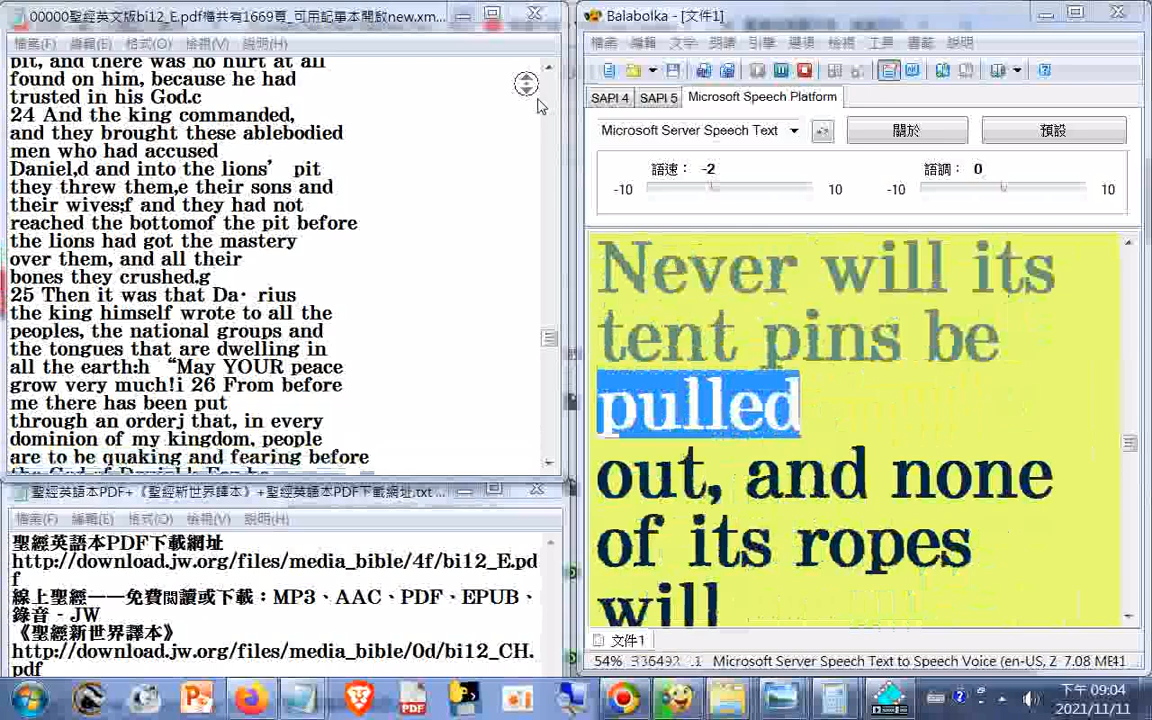 00000聖經英文版bi12_E.pdf檔共有1669頁_可用記事本開啟new.xm...
檔案(F) 編輯(E) 格式(O) 檢視(V) 說明(H)
pit, and there was no hurt at all
found on him, because he had
trusted in his God.c
24 And the king commanded,
and they brought these ablebodied
men who had accused
Daniel,d and into the lions’ pit
they threw them,e their sons and
their wives;f and they had not
reached the bottomof the pit before
the lions had got the mastery
over them, and all their
bones they crushed.g
25 Then it was that Da·rius
the king himself wrote to all the
peoples, the national groups and
the tongues that are dwelling in
all the earth:h “May YOUR peace
grow very much!i 26 From before
me there has been put
through an orderj that, in every
dominion of my kingdom, people
are to be quaking and fearing before
聖經英語本PDF+《聖經新世界譯本》+聖經英語本PDF下載網址.txt ...
檔案(F) 編輯(E) 格式(O) 檢視(V) 說明(H)
聖經英語本PDF下載網址
http://download.jw.org/files/media_bible/4f/bi12_E.pd
f
線上聖經——免費閱讀或下載：MP3、AAC、PDF、EPUB、
錄音 - JW
《聖經新世界譯本》
http://download.jw.org/files/media_bible/0d/bi12_CH.
pdf
Balabolka - [文件1]
檔案 編輯 文字 朗讀 引擎 選項 檢視 工具 書籤 說明
SAPI 4 SAPI 5 Microsoft Speech Platform
Microsoft Server Speech Text 關於 預設
語速： -2 語調： 0
-10 10 -10 10
Never will its
tent pins be
pulled
out, and none
of its ropes
will
文件1
54% Microsoft Server Speech Text to Speech Voice (en-US, Z 7.08 МБ
下午 09:04
2021/11/11